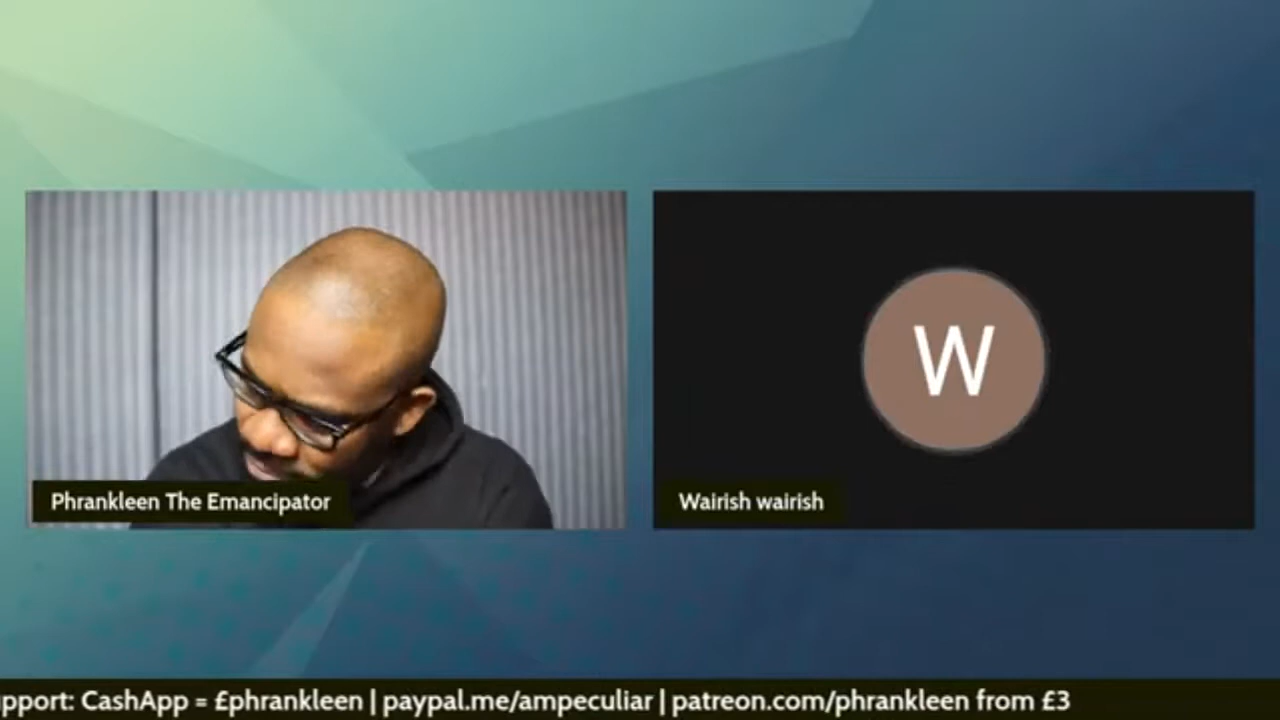 W
Phrankleen The Emancipator
Wairish wairish
pport: CashApp = £phrankleen | paypal.me/ampeculiar | patreon.com/phrankleen from £3